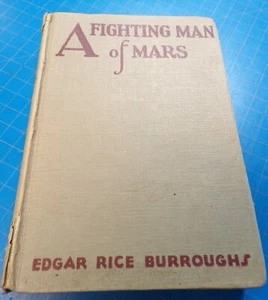 A FIGHTING MAN
of MARS
EDGAR RICE BURROUGHS